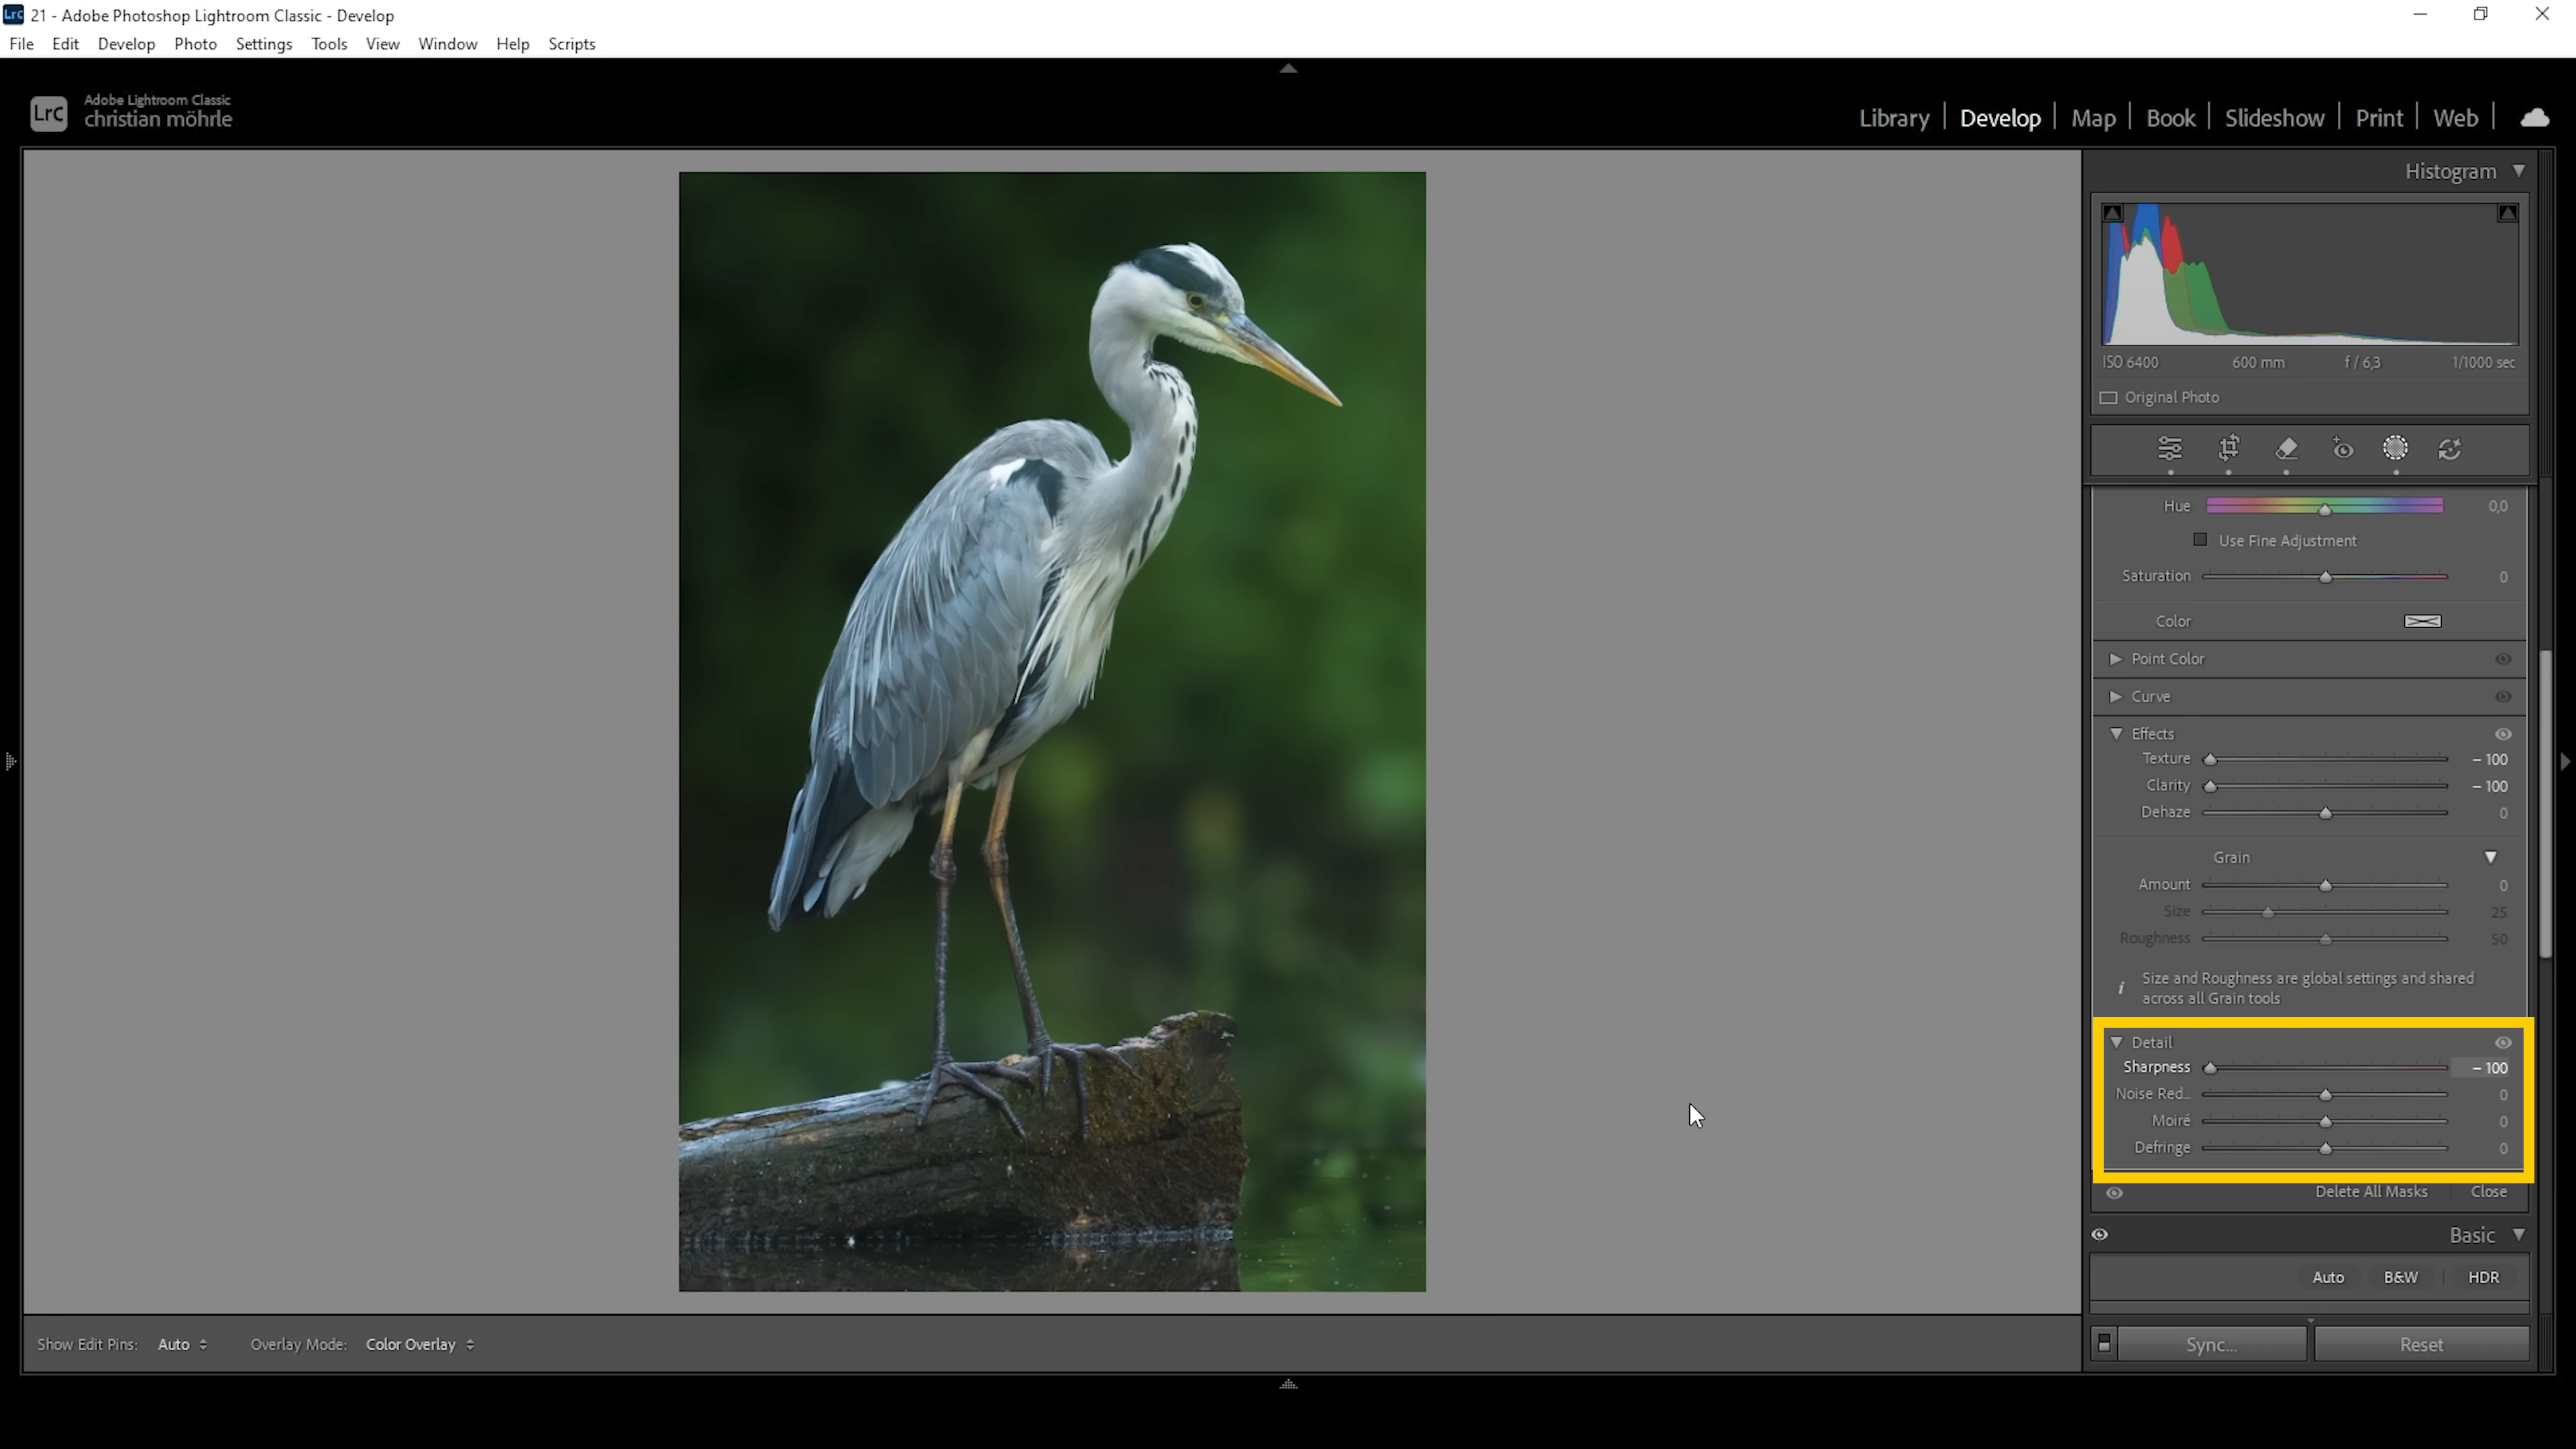 Lrc 21 - Adobe Photoshop Lightroom Classic - Develop
File Edit Develop Photo Settings Tools View Window Help Scripts
Lrc Adobe Lightroom Classic
christian möhrle
Library Develop Map Book Slideshow Print Web
Histogram
ISO 6400 600 mm f / 6,3 1/1000 sec
Original Photo
Hue 0,0
Use Fine Adjustment
Saturation 0
Color
Point Color
Curve
Effects
Texture – 100
Clarity – 100
Dehaze 0
Grain
Amount 0
Size 25
Roughness 50
Size and Roughness are global settings and shared
across all Grain tools
Detail
Sharpness – 100
Noise Red... 0
Moiré 0
Defringe 0
Delete All Masks Close
Basic
Auto B&W HDR
Show Edit Pins: Auto Overlay Mode: Color Overlay
Sync... Reset